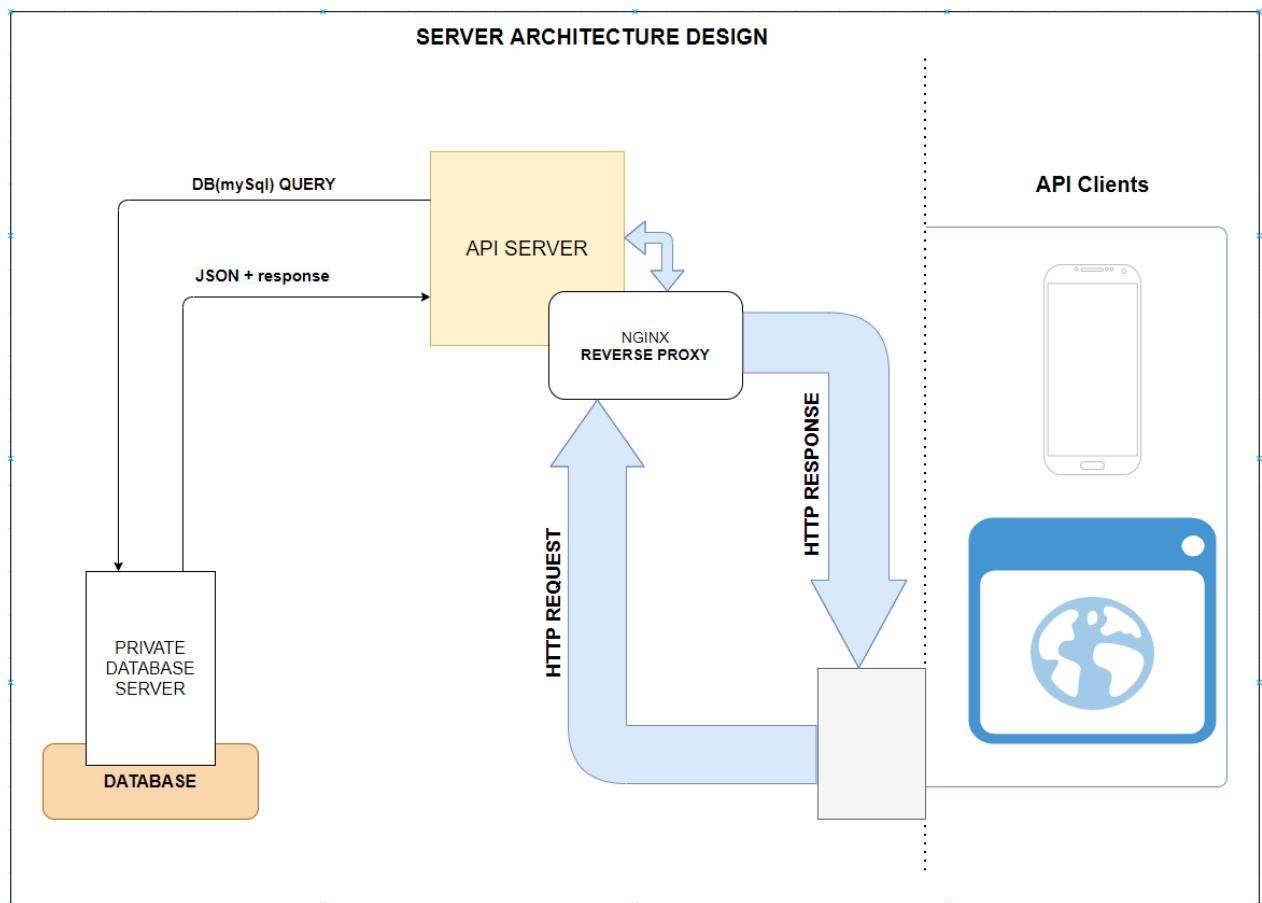 SERVER ARCHITECTURE DESIGN
DB(mySql) QUERY
API SERVER
API Clients
JSON + response
NGINX
REVERSE PROXY
HTTP RESPONSE
HTTP REQUEST
PRIVATE
DATABASE
SERVER
DATABASE